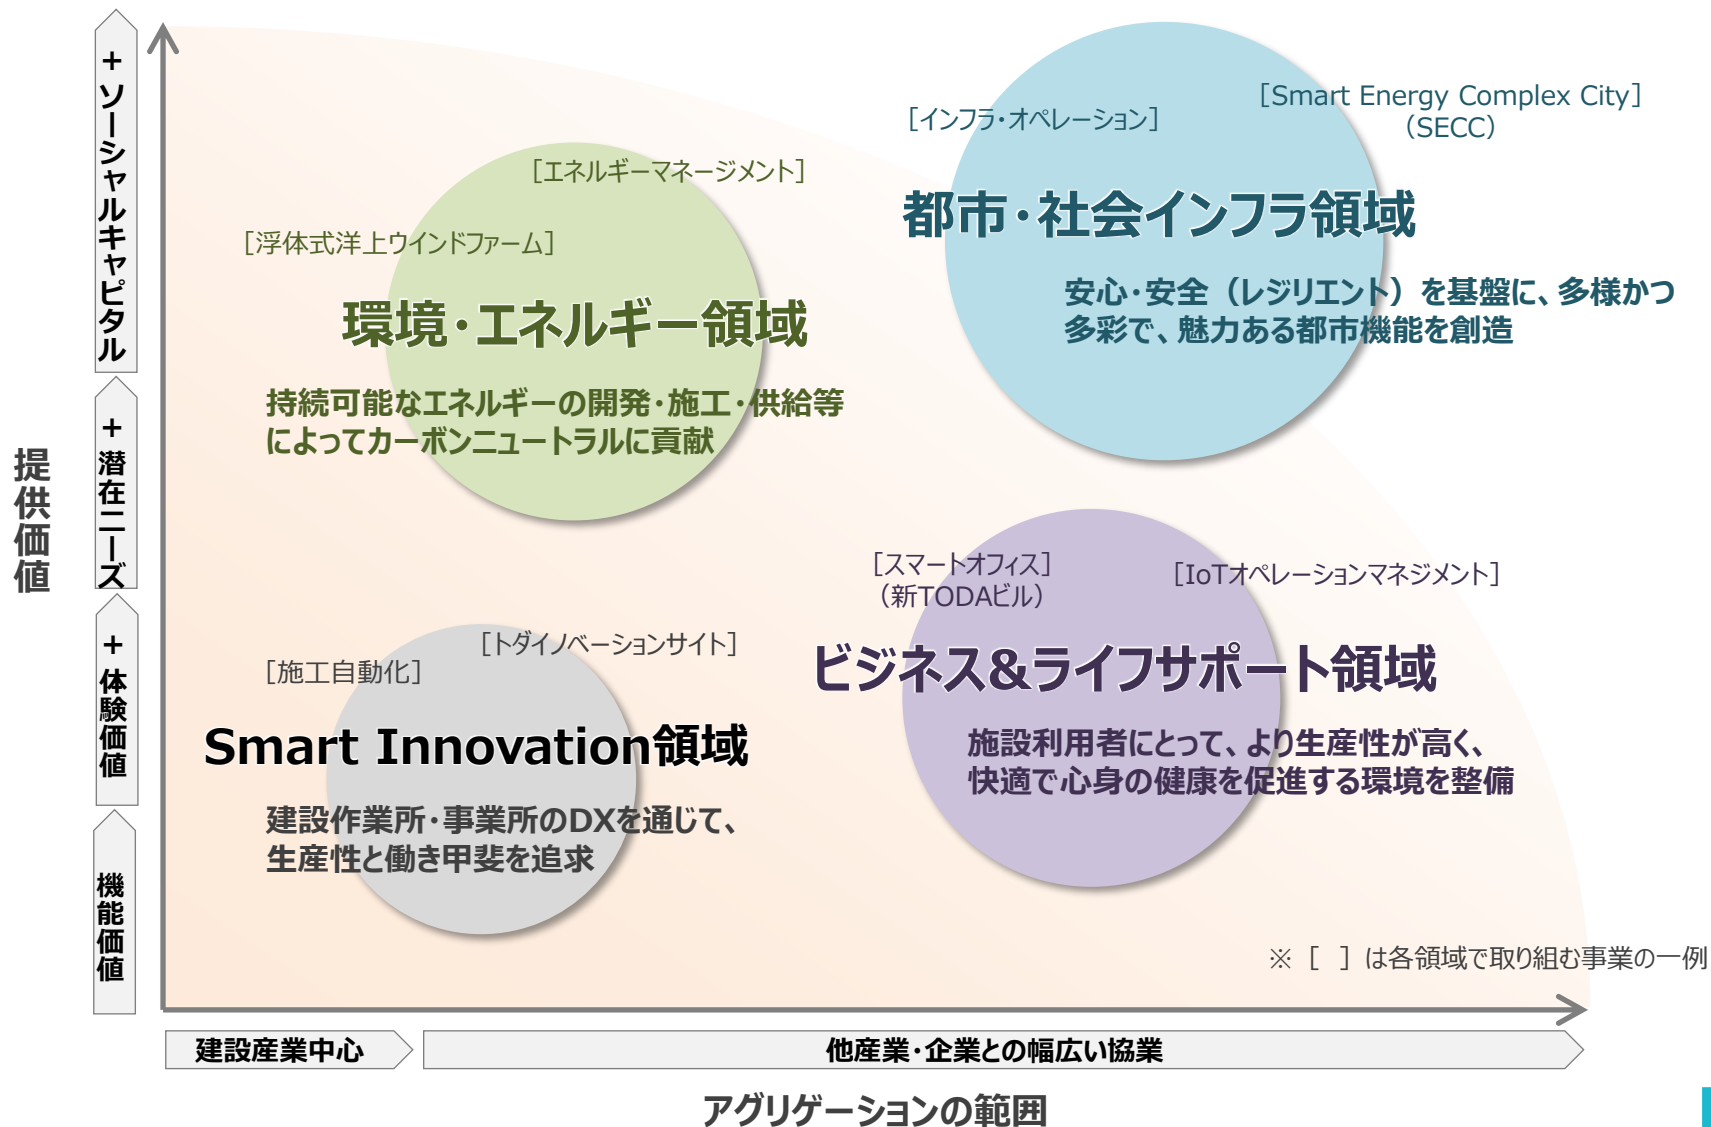 提供価値
+ソーシャルキャピタル
+潜在ニーズ
+体験価値
機能価値
[インフラ・オペレーション]
[Smart Energy Complex City]
(SECC)
都市・社会インフラ領域
安心・安全（レジリエント）を基盤に、多様かつ
多彩で、魅力ある都市機能を創造
[エネルギーマネージメント]
[浮体式洋上ウインドファーム]
環境・エネルギー領域
持続可能なエネルギーの開発・施工・供給等
によってカーボンニュートラルに貢献
[スマートオフィス]
（新TODAビル）
[IoTオペレーションマネジメント]
ビジネス&ライフサポート領域
施設利用者にとって、より生産性が高く、
快適で心身の健康を促進する環境を整備
[トダイノベーションサイト]
[施工自動化]
Smart Innovation領域
建設作業所・事業所のDXを通じて、
生産性と働き甲斐を追求
※［ ］は各領域で取り組む事業の一例
建設産業中心
他産業・企業との幅広い協業
アグリゲーションの範囲